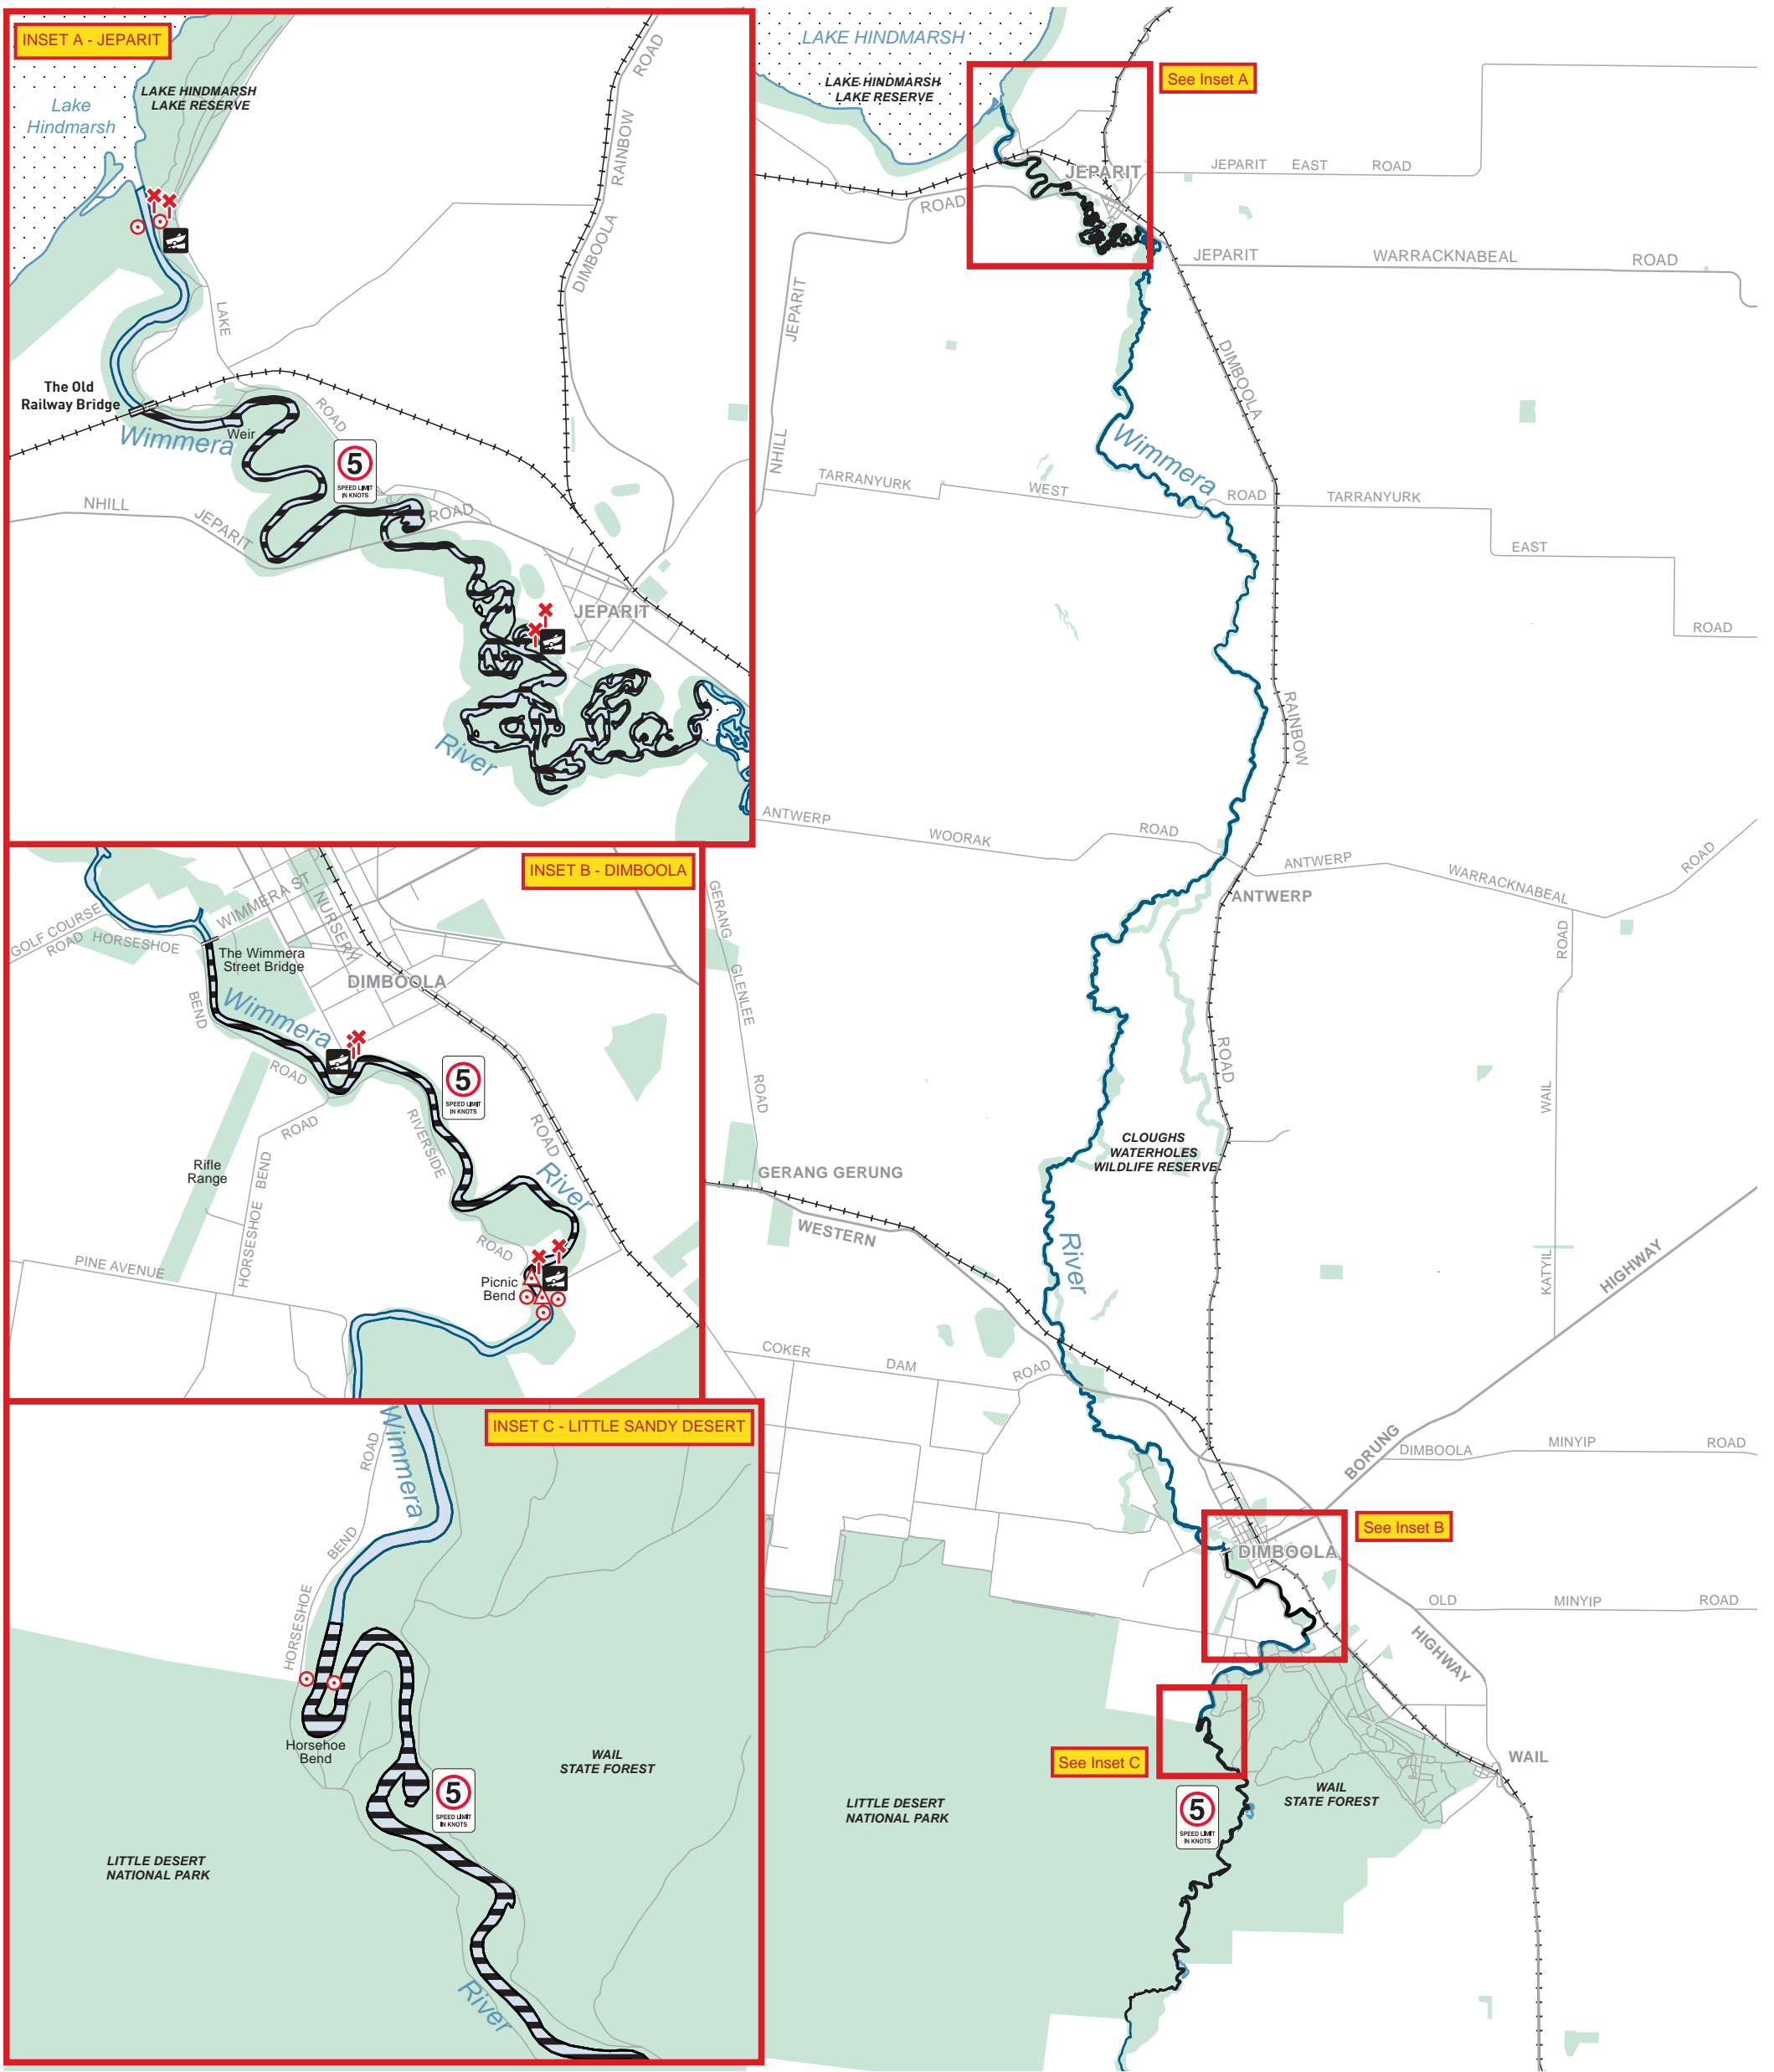 INSET A - JEPARIT
Lake
Hindmarsh
LAKE HINDMARSH
LAKE RESERVE
ROAD
RAINBOW
DIMBOOLA
LAKE
ROAD
The Old
Railway Bridge
Wimmera
Weir
5
SPEED LIMIT
IN KNOTS
NHILL
JEPARIT
ROAD
JEPARIT
River
INSET B - DIMBOOLA
WIMMERA ST
NURSERY
GOLF COURSE
ROAD
HORSESHOE
The Wimmera
Street Bridge
DIMBOOLA
BEND
Wimmera
ROAD
5
SPEED LIMIT
IN KNOTS
ROAD
RIVERSIDE
ROAD
River
Rifle
Range
HORSESHOE BEND
ROAD
PINE AVENUE
Picnic
Bend
INSET C - LITTLE SANDY DESERT
Wimmera
ROAD
BEND
HORSESHOE
Horsehoe
Bend
WAIL
STATE FOREST
5
SPEED LIMIT
IN KNOTS
LITTLE DESERT
NATIONAL PARK
River
LAKE HINDMARSH
LAKE HINDMARSH
LAKE RESERVE
See Inset A
JEPARIT
JEPARIT EAST ROAD
ROAD
JEPARIT WARRACKNABEAL ROAD
JEPARIT
NHILL
DIMBOOLA
Wimmera
TARRANYURK WEST ROAD
TARRANYURK
EAST
ROAD
RAINBOW
ANTWERP WOORAK ROAD
ANTWERP
WARRACKNABEAL
ROAD
ANTWERP
GERANG
GLENLEE
ROAD
ROAD
ROAD
WAIL
KATYIL
CLOUGHS
WATERHOLES
WILDLIFE RESERVE
GERANG GERUNG
WESTERN
River
HIGHWAY
COKER DAM ROAD
BORUNG
DIMBOOLA MINYIP ROAD
See Inset B
DIMBOOLA
OLD MINYIP ROAD
HIGHWAY
See Inset C
WAIL
5
SPEED LIMIT
IN KNOTS
WAIL
STATE FOREST
LITTLE DESERT
NATIONAL PARK